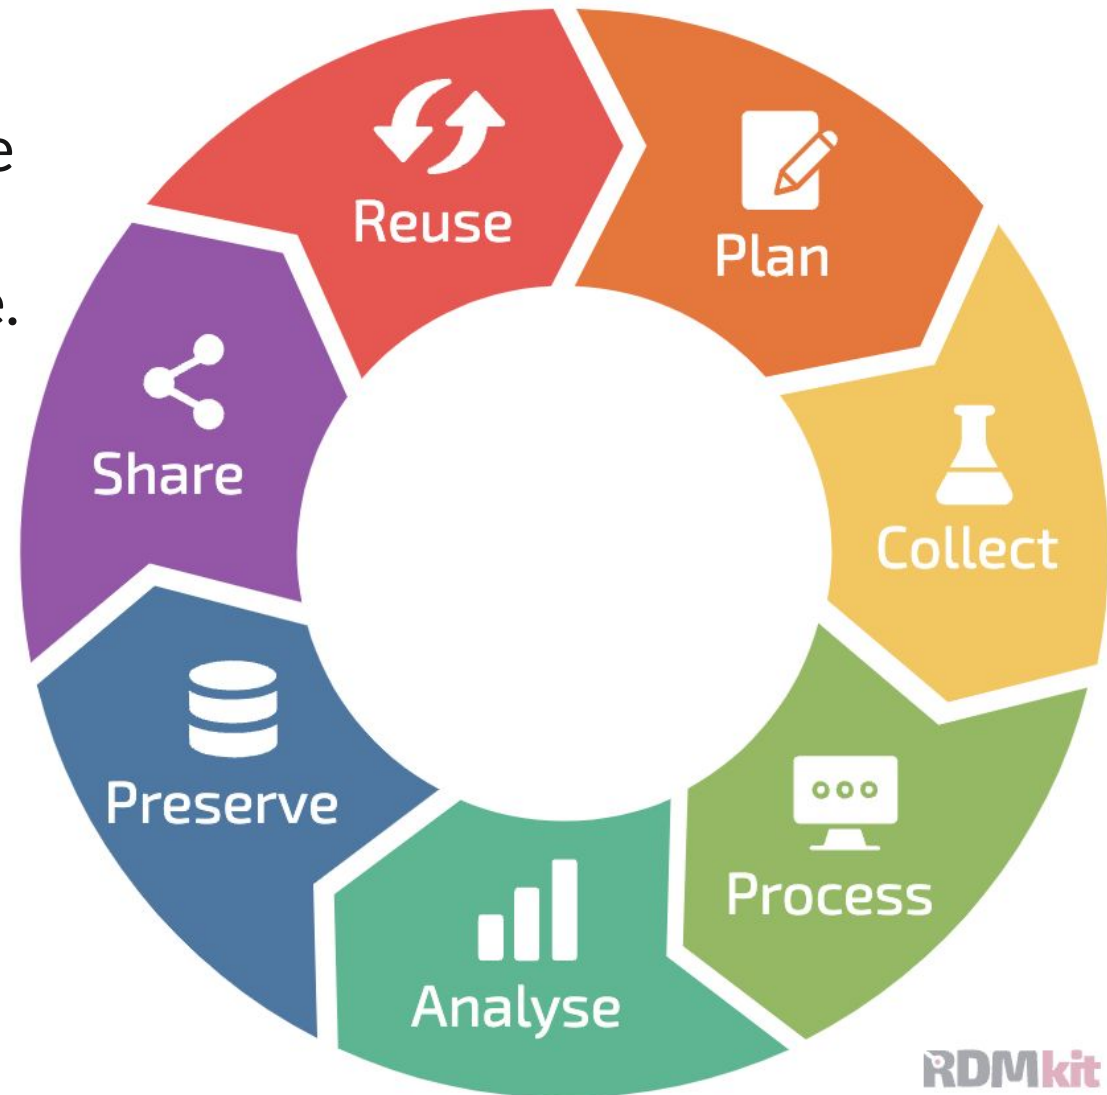 e
e.
Reuse
Plan
Share
Collect
Preserve
Process
Analyse
RDMkit